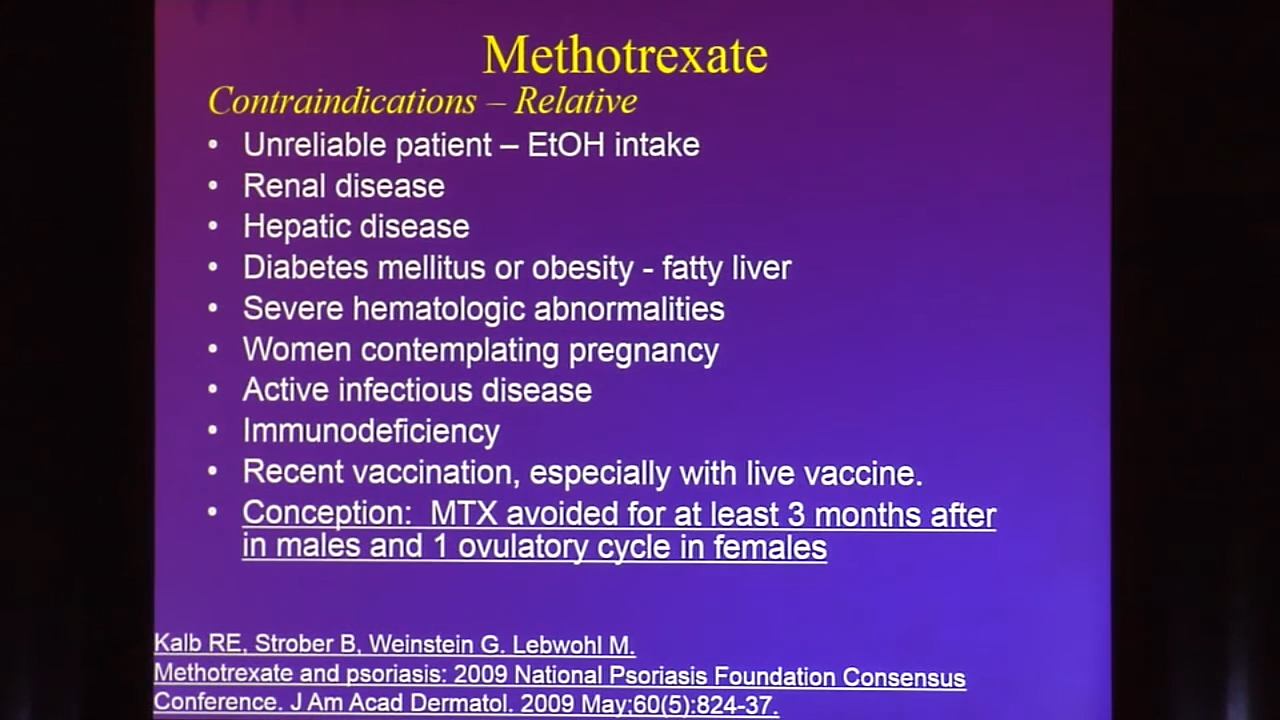 Methotrexate
Contraindications – Relative
• Unreliable patient – EtOH intake
• Renal disease
• Hepatic disease
• Diabetes mellitus or obesity - fatty liver
• Severe hematologic abnormalities
• Women contemplating pregnancy
• Active infectious disease
• Immunodeficiency
• Recent vaccination, especially with live vaccine.
• Conception:  MTX avoided for at least 3 months after
in males and 1 ovulatory cycle in females
Kalb RE, Strober B, Weinstein G. Lebwohl M.
Methotrexate and psoriasis: 2009 National Psoriasis Foundation Consensus
Conference. J Am Acad Dermatol. 2009 May;60(5):824-37.